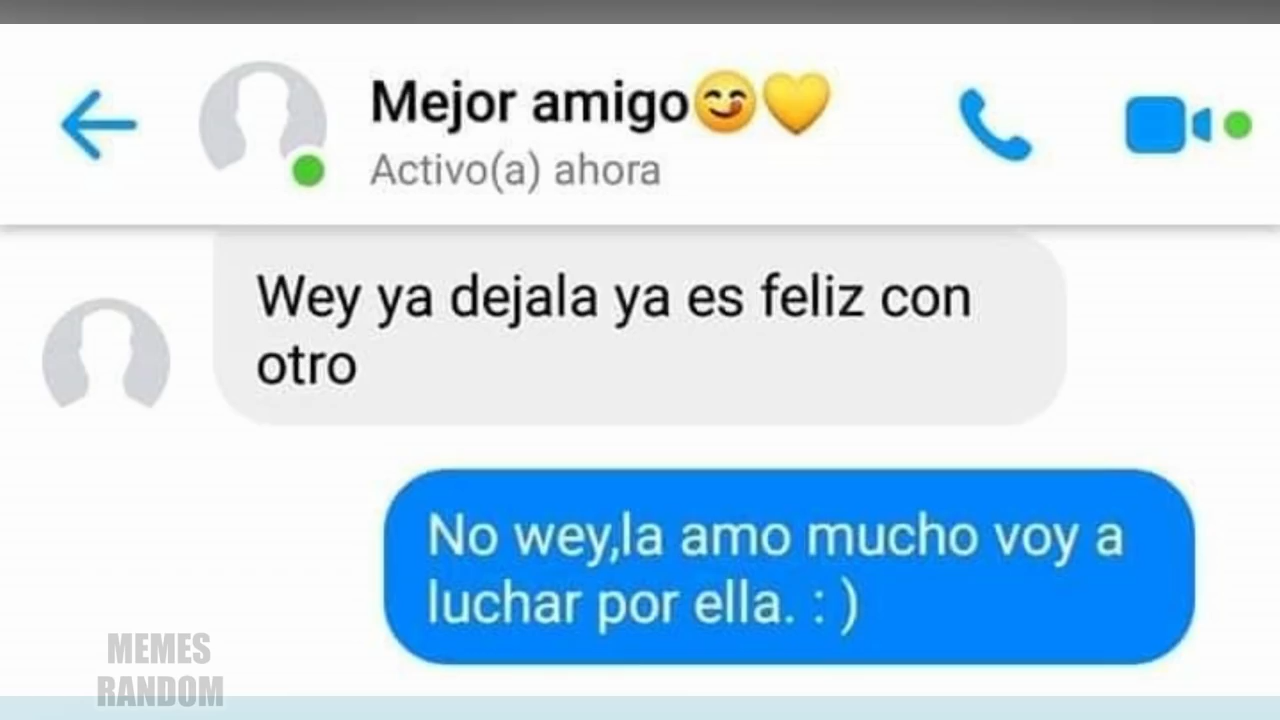 Mejor amigo😋💛
Activo(a) ahora
Wey ya dejala ya es feliz con
otro
No wey,la amo mucho voy a
luchar por ella. : )
MEMES
RANDOM